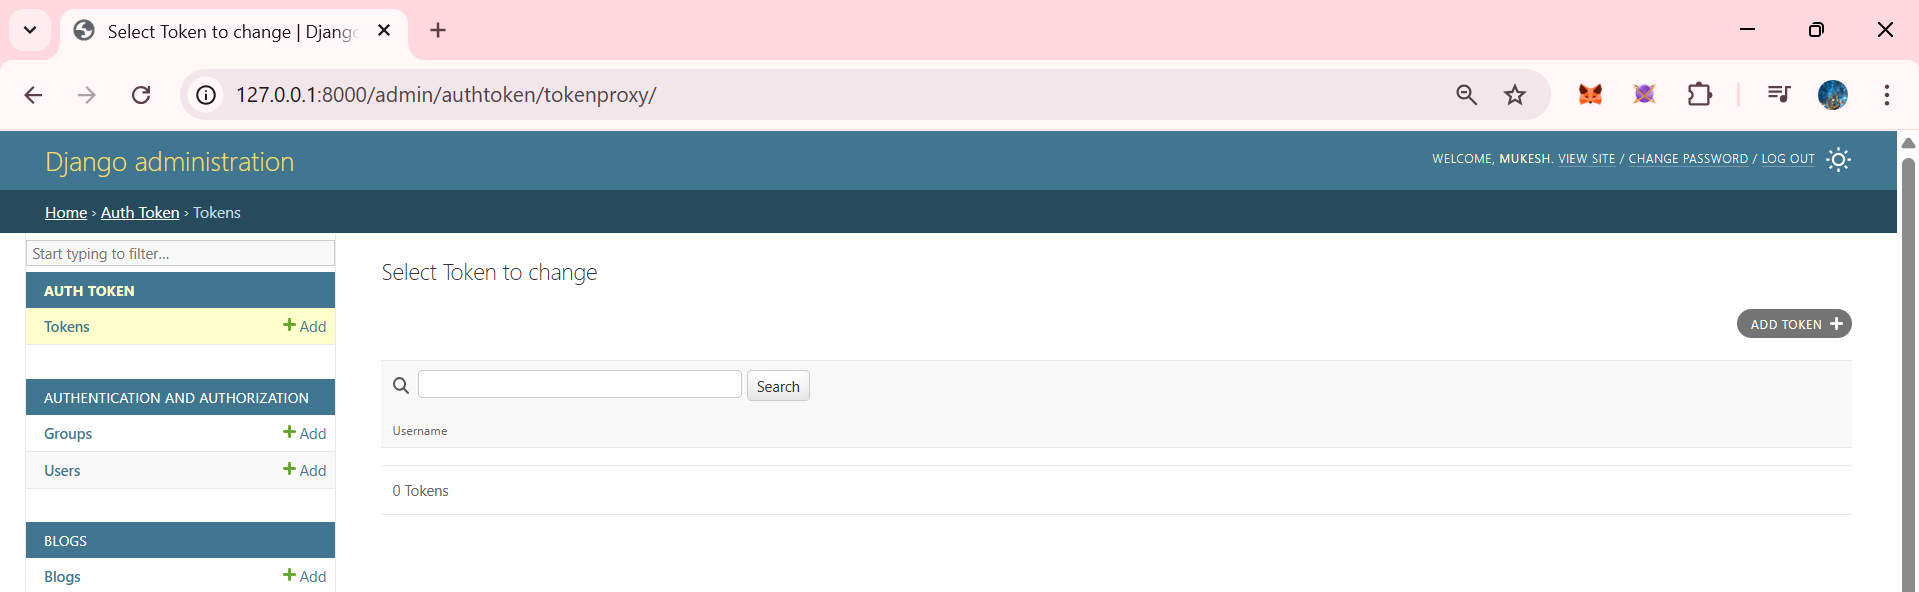 Select Token to change | Django
127.0.0.1:8000/admin/authtoken/tokenproxy/
Django administration
WELCOME, MUKESH. VIEW SITE / CHANGE PASSWORD / LOG OUT
Home › Auth Token › Tokens
Start typing to filter...
AUTH TOKEN
Tokens + Add
AUTHENTICATION AND AUTHORIZATION
Groups + Add
Users + Add
BLOGS
Blogs + Add
Select Token to change
ADD TOKEN +
Search
Username
0 Tokens